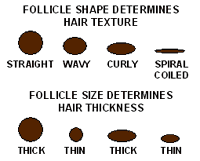 FOLLICLE SHAPE DETERMINES
HAIR TEXTURE
STRAIGHT WAVY CURLY SPIRAL
COILED
FOLLICLE SIZE DETERMINES
HAIR THICKNESS
THICK THIN THICK THIN